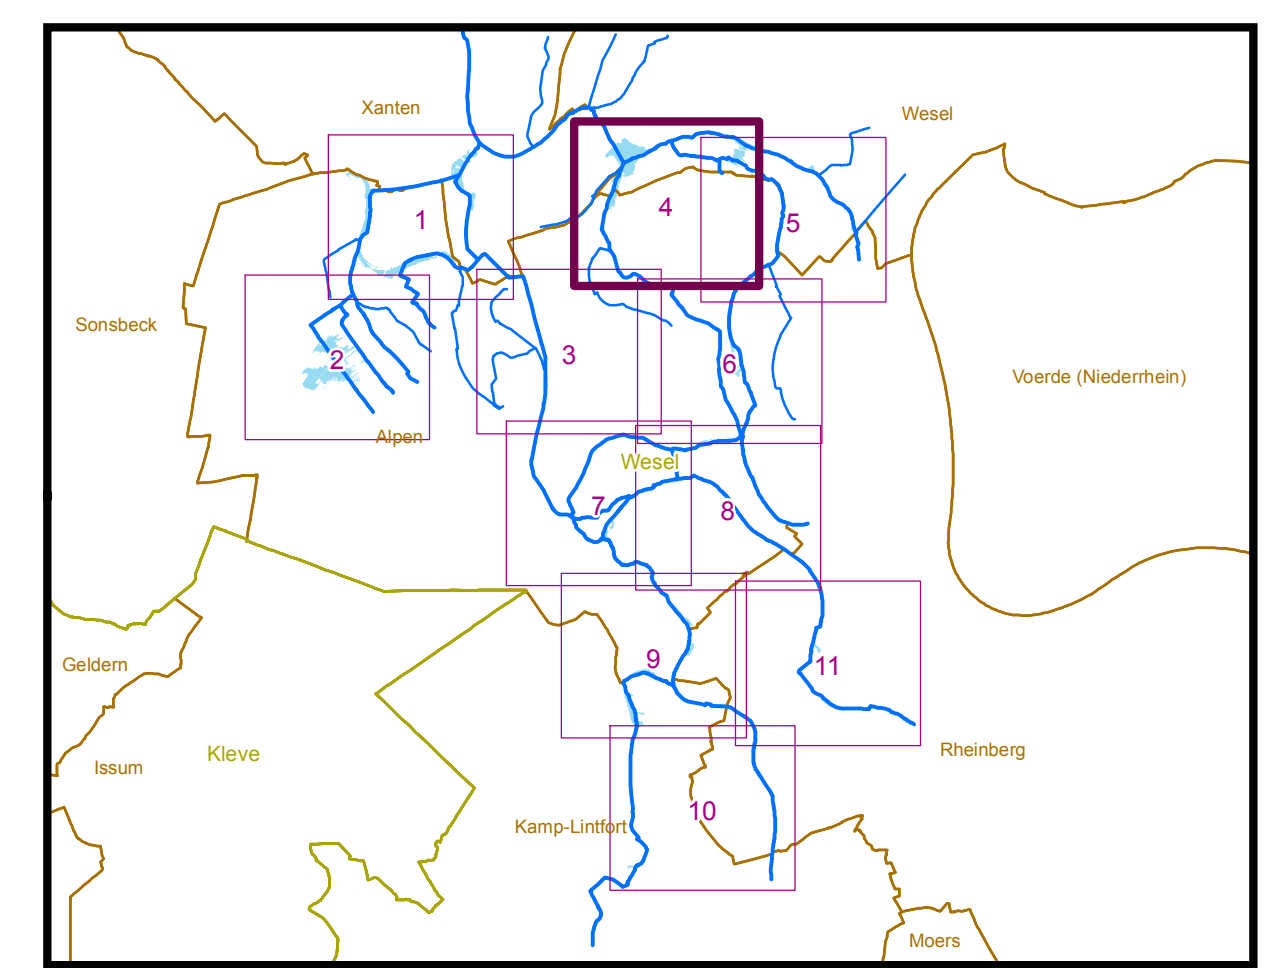 Xanten
Wesel
1
4
5
Sonsbeck
2
3
6
Voerde (Niederrhein)
Alpen
Wesel
7
8
Geldern
9
11
Kleve
Issum
Rheinberg
10
Kamp-Lintfort
Moers